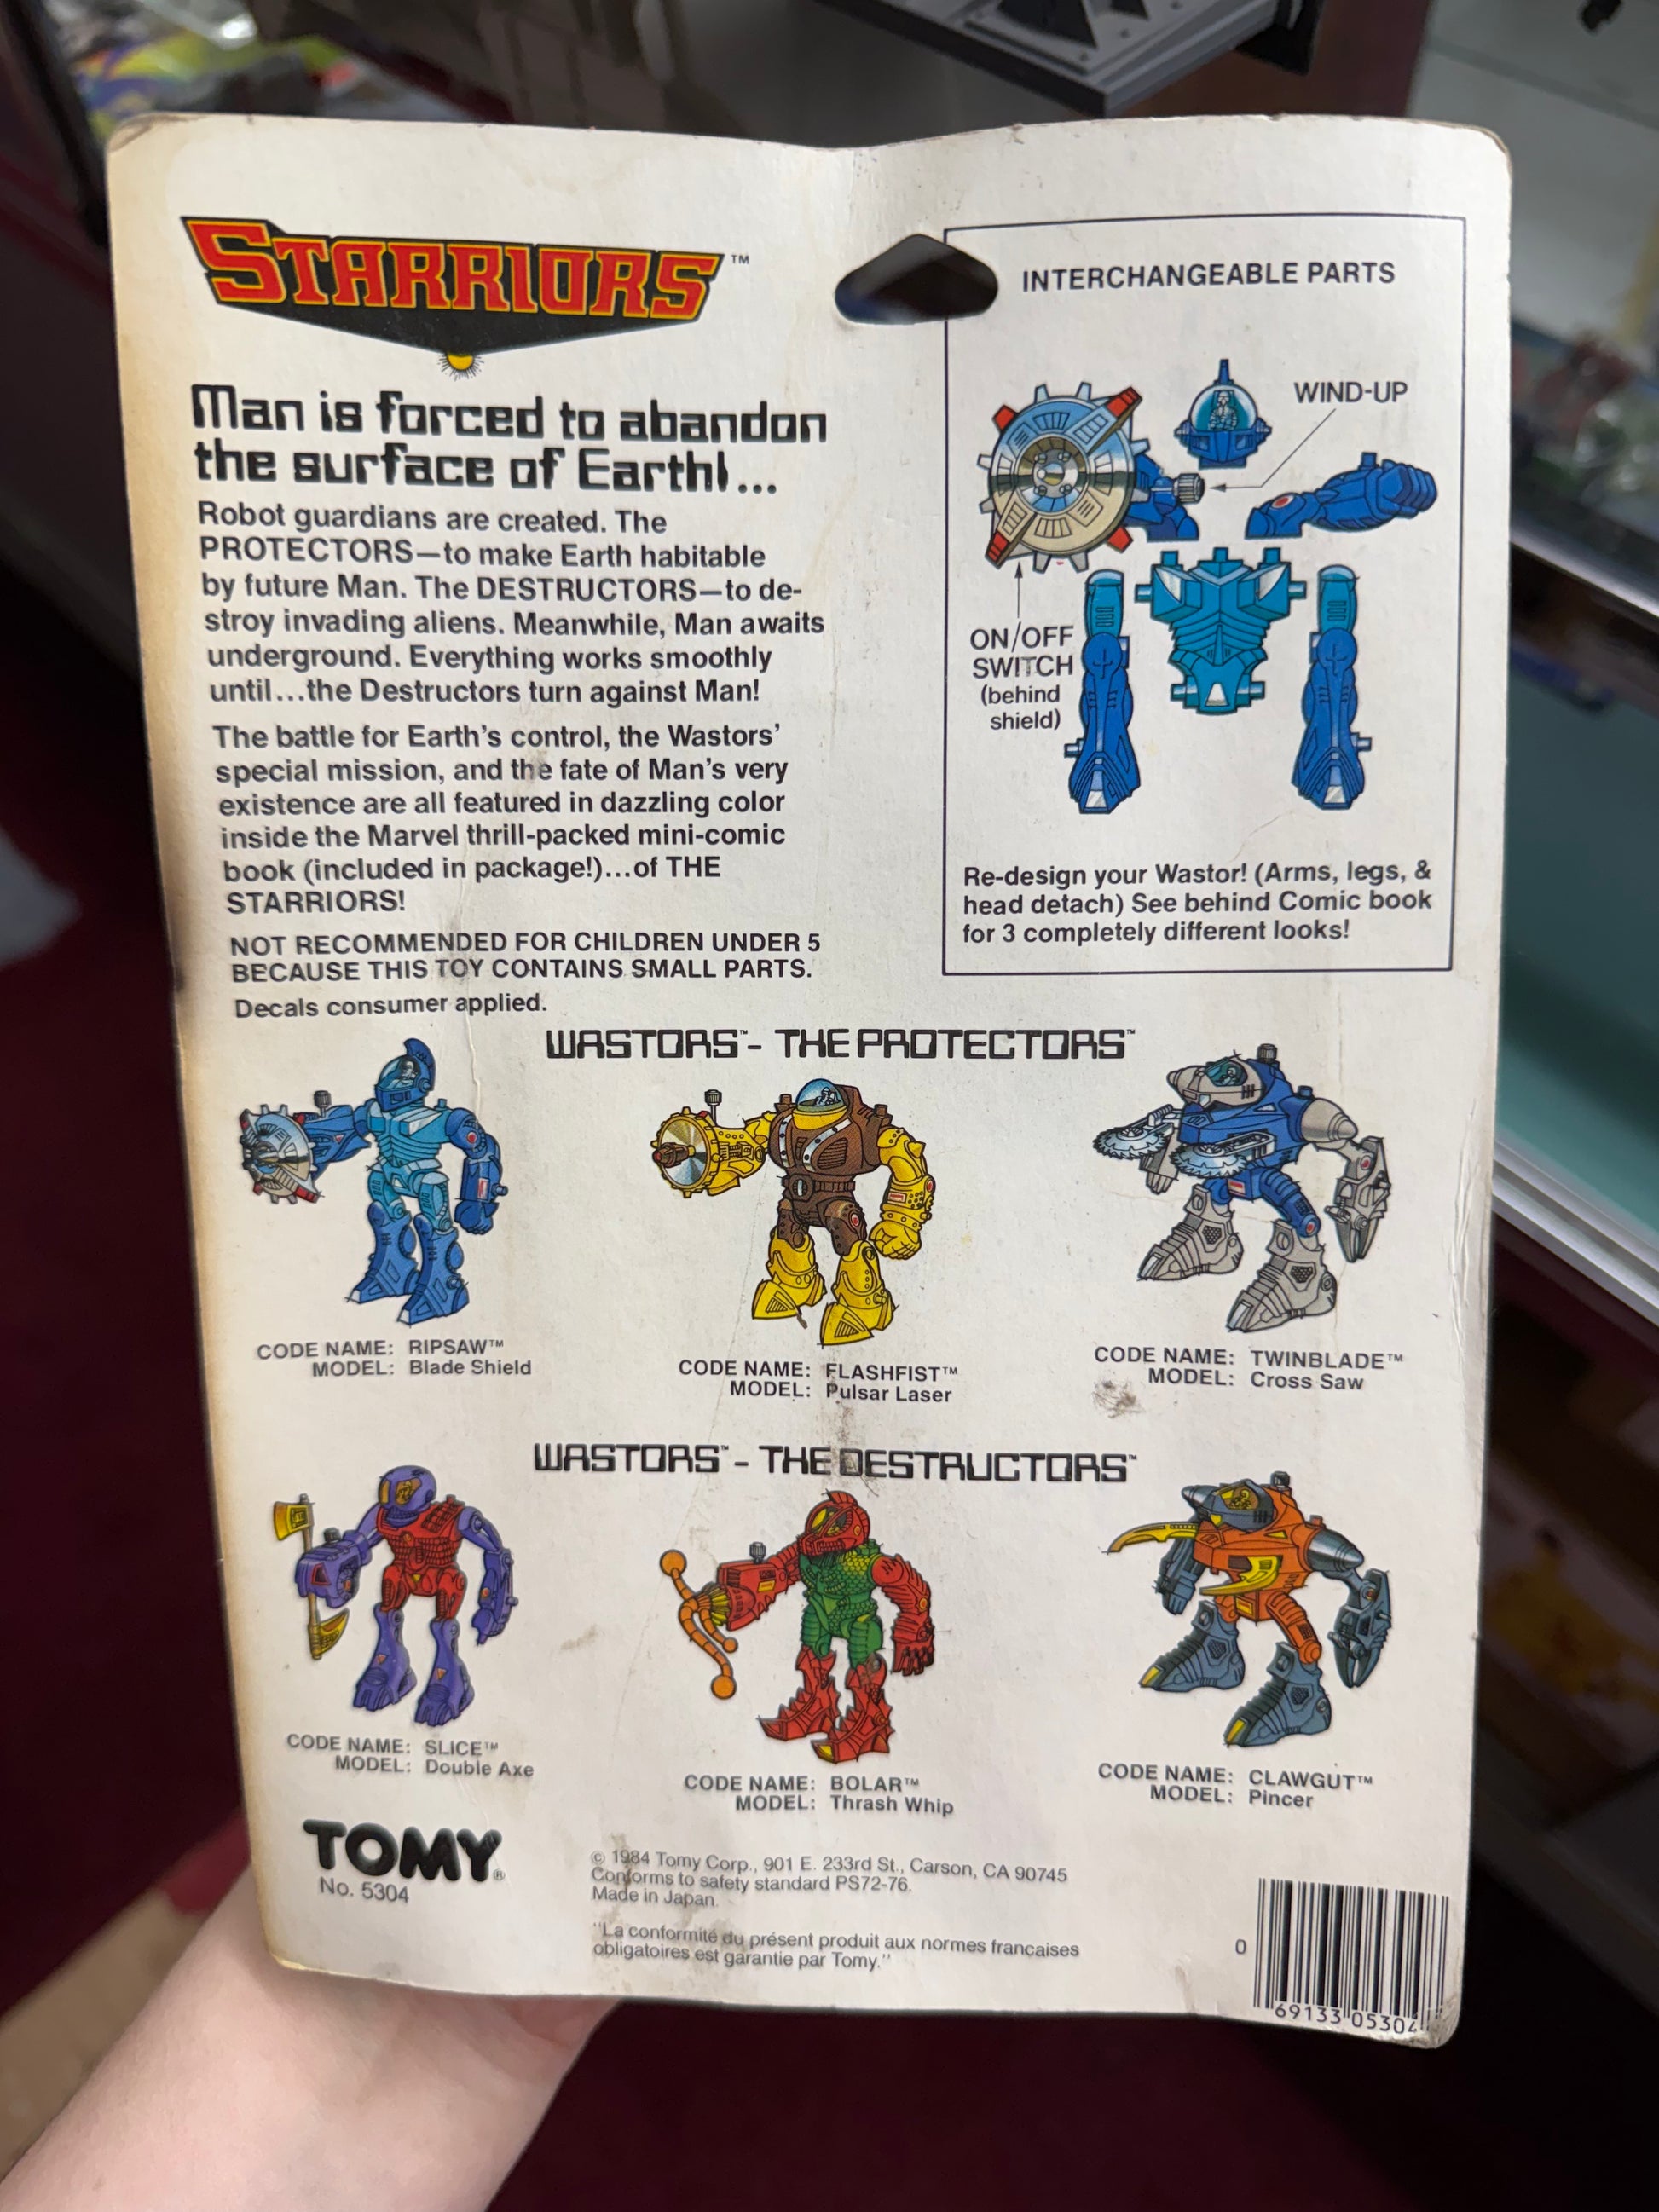 STARRIORS™
Man is forced to abandon
the surface of Earth!...
Robot guardians are created. The
PROTECTORS—to make Earth habitable
by future Man. The DESTRUCTORS—to de-
stroy invading aliens. Meanwhile, Man awaits
underground. Everything works smoothly
until...the Destructors turn against Man!
The battle for Earth's control, the Wastors'
special mission, and the fate of Man's very
existence are all featured in dazzling color
inside the Marvel thrill-packed mini-comic
book (included in package!)...of THE
STARRIORS!
NOT RECOMMENDED FOR CHILDREN UNDER 5
BECAUSE THIS TOY CONTAINS SMALL PARTS.
Decals consumer applied.
INTERCHANGEABLE PARTS
WIND-UP
ON/OFF
SWITCH
(behind
shield)
Re-design your Wastor! (Arms, legs, &
head detach) See behind Comic book
for 3 completely different looks!
WASTORS™ - THE PROTECTORS™
CODE NAME: RIPSAW™
MODEL: Blade Shield
CODE NAME: FLASHFIST™
MODEL: Pulsar Laser
CODE NAME: TWINBLADE™
MODEL: Cross Saw
WASTORS™ - THE DESTRUCTORS™
CODE NAME: SLICE™
MODEL: Double Axe
CODE NAME: BOLAR™
MODEL: Thrash Whip
CODE NAME: CLAWGUT™
MODEL: Pincer
TOMY®
No. 5304
© 1984 Tomy Corp., 901 E. 233rd St., Carson, CA 90745
Conforms to safety standard PS72-76.
Made in Japan.
"La conformité du présent produit aux normes francaises
obligatoires est garantie par Tomy."
0 69133 05304